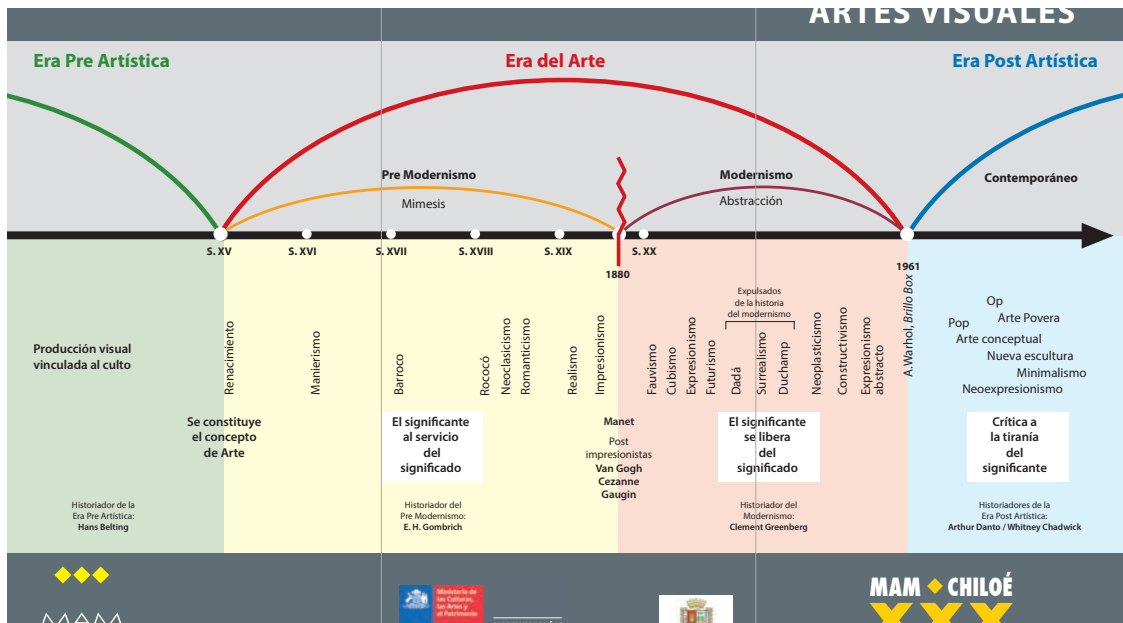 ARTES VISUALES
Era Pre Artística
Era del Arte
Era Post Artística
Pre Modernismo
Mimesis
Modernismo
Abstracción
Contemporáneo
S. XV
S. XVI
S. XVII
S. XVIII
S. XIX
1880
S. XX
1961
Producción visual
vinculada al culto
Renacimiento
Manierismo
Barroco
Rococó
Neoclasicismo
Romanticismo
Realismo
Impresionismo
Fauvismo
Cubismo
Expresionismo
Futurismo
Expulsados
de la historia
del modernismo
Dadá
Surrealismo
Duchamp
Neoplasticismo
Constructivismo
Expresionismo
abstracto
A.Warhol, Brillo Box
Op
Pop
Arte Povera
Arte conceptual
Nueva escultura
Minimalismo
Neoexpresionismo
Se constituye
el concepto
de Arte
El significante
al servicio
del
significado
Manet
Post
impresionistas
Van Gogh
Cezanne
Gaugin
El significante
se libera
del
significado
Crítica a
la tiranía
del
significante
Historiador de la
Era Pre Artística:
Hans Belting
Historiador del
Pre Modernismo:
E. H. Gombrich
Historiador del
Modernismo:
Clement Greenberg
Historiadores de la
Era Post Artística:
Arthur Danto / Whitney Chadwick
MAM
Ministerio de
las Culturas,
las Artes y
el Patrimonio
MAM CHILOÉ
XXX